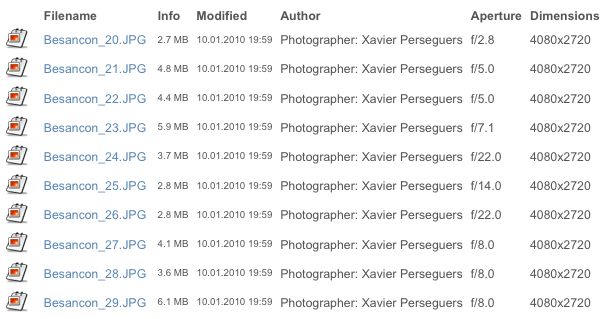 Filename Info Modified Author Aperture Dimensions
Besancon_20.JPG 2.7 MB 10.01.2010 19:59 Photographer: Xavier Perseguers f/2.8 4080x2720
Besancon_21.JPG 4.8 MB 10.01.2010 19:59 Photographer: Xavier Perseguers f/5.0 4080x2720
Besancon_22.JPG 4.4 MB 10.01.2010 19:59 Photographer: Xavier Perseguers f/5.0 4080x2720
Besancon_23.JPG 5.9 MB 10.01.2010 19:59 Photographer: Xavier Perseguers f/7.1 4080x2720
Besancon_24.JPG 3.7 MB 10.01.2010 19:59 Photographer: Xavier Perseguers f/22.0 4080x2720
Besancon_25.JPG 2.8 MB 10.01.2010 19:59 Photographer: Xavier Perseguers f/14.0 4080x2720
Besancon_26.JPG 2.8 MB 10.01.2010 19:59 Photographer: Xavier Perseguers f/22.0 4080x2720
Besancon_27.JPG 4.1 MB 10.01.2010 19:59 Photographer: Xavier Perseguers f/8.0 4080x2720
Besancon_28.JPG 3.6 MB 10.01.2010 19:59 Photographer: Xavier Perseguers f/8.0 4080x2720
Besancon_29.JPG 6.1 MB 10.01.2010 19:59 Photographer: Xavier Perseguers f/8.0 4080x2720